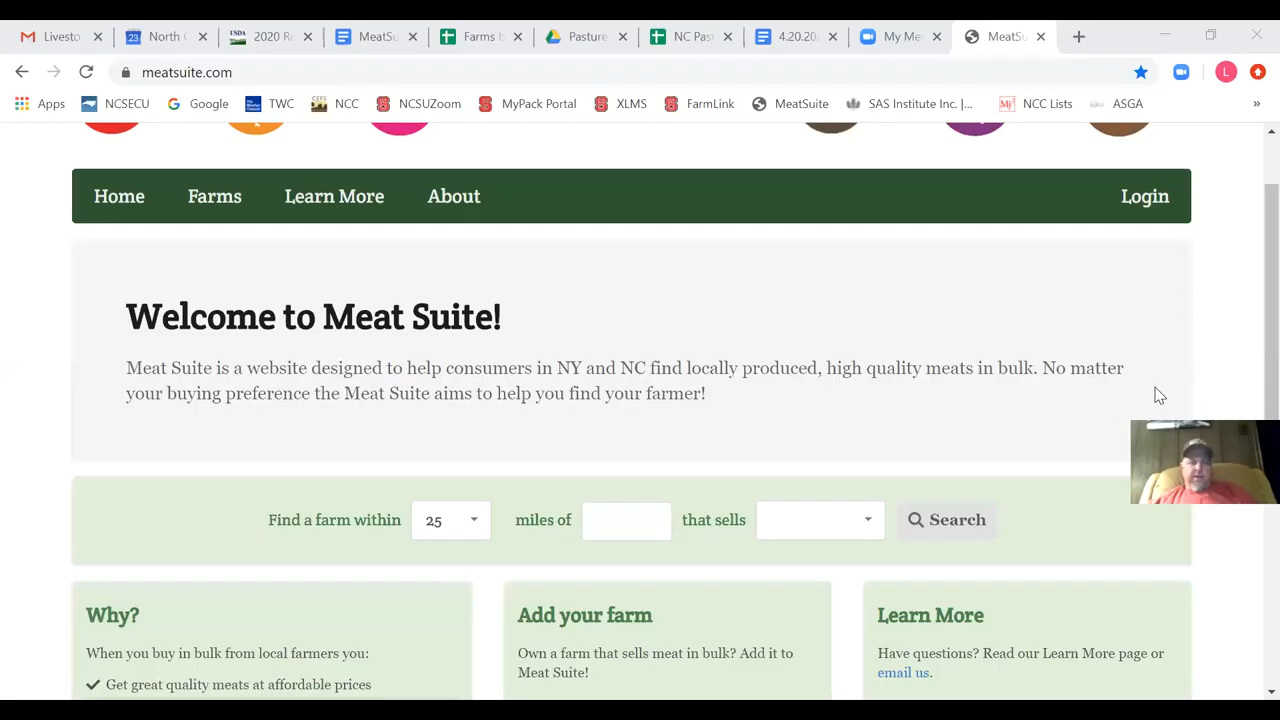 Livesto
North C
2020 Ro
MeatSu
Farms b
Pasture
NC Pas
4.20.20
My Me
MeatSu
meatsuite.com
L
Apps
NCSECU
Google
TWC
NCC
NCSUZoom
MyPack Portal
XLMS
FarmLink
MeatSuite
SAS Institute Inc. |...
NCC Lists
ASGA
»
Home
Farms
Learn More
About
Login
Welcome to Meat Suite!
Meat Suite is a website designed to help consumers in NY and NC find locally produced, high quality meats in bulk. No matter
your buying preference the Meat Suite aims to help you find your farmer!
Find a farm within 25 miles of that sells Search
Why?
When you buy in bulk from local farmers you:
Get great quality meats at affordable prices
Add your farm
Own a farm that sells meat in bulk? Add it to
Meat Suite!
Learn More
Have questions? Read our Learn More page or
email us.